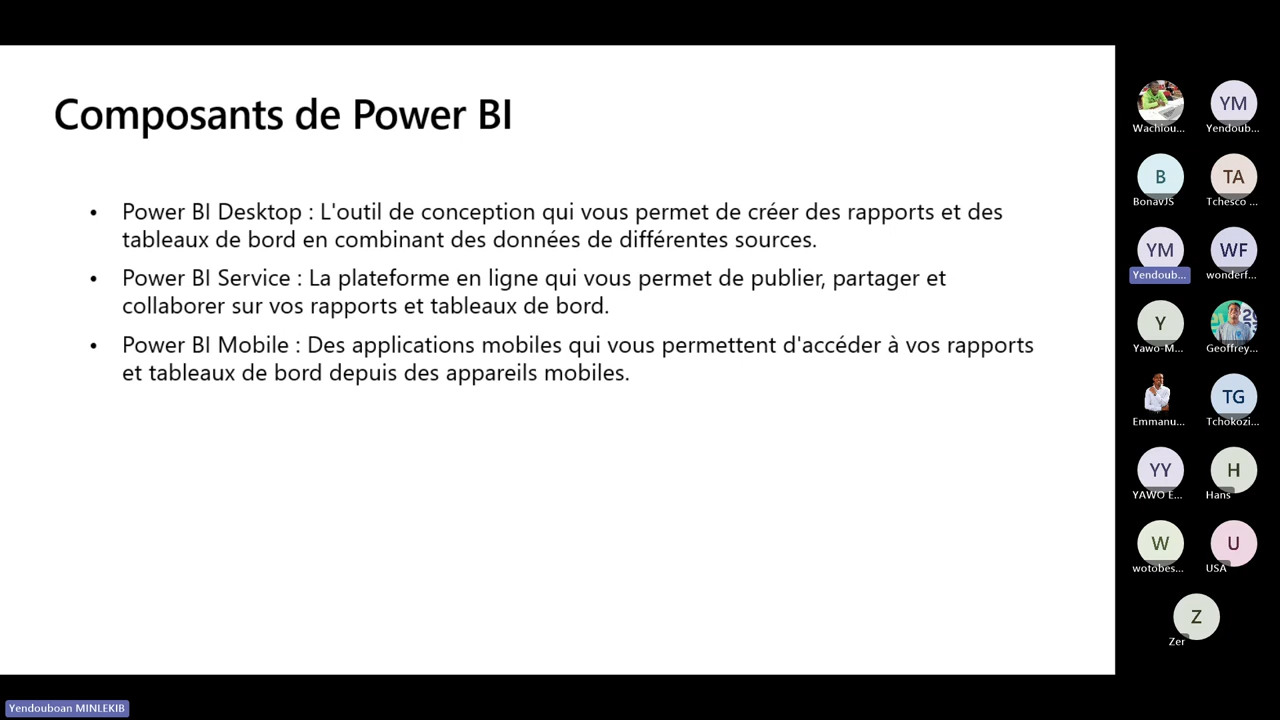 Composants de Power BI
• Power BI Desktop : L'outil de conception qui vous permet de créer des rapports et des
tableaux de bord en combinant des données de différentes sources.
• Power BI Service : La plateforme en ligne qui vous permet de publier, partager et
collaborer sur vos rapports et tableaux de bord.
• Power BI Mobile : Des applications mobiles qui vous permettent d'accéder à vos rapports
et tableaux de bord depuis des appareils mobiles.
Wachlou...
YM
Yendoub...
B
BonavJS
TA
Tchesco ...
YM
Yendoub...
WF
wonderf...
Y
Yawo-M...
Geoffrey...
Emmanu...
TG
Tchokozi...
YY
YAWO E...
H
Hans
W
wotobes...
U
USA
Z
Zer
Yendouboan MINLEKIB